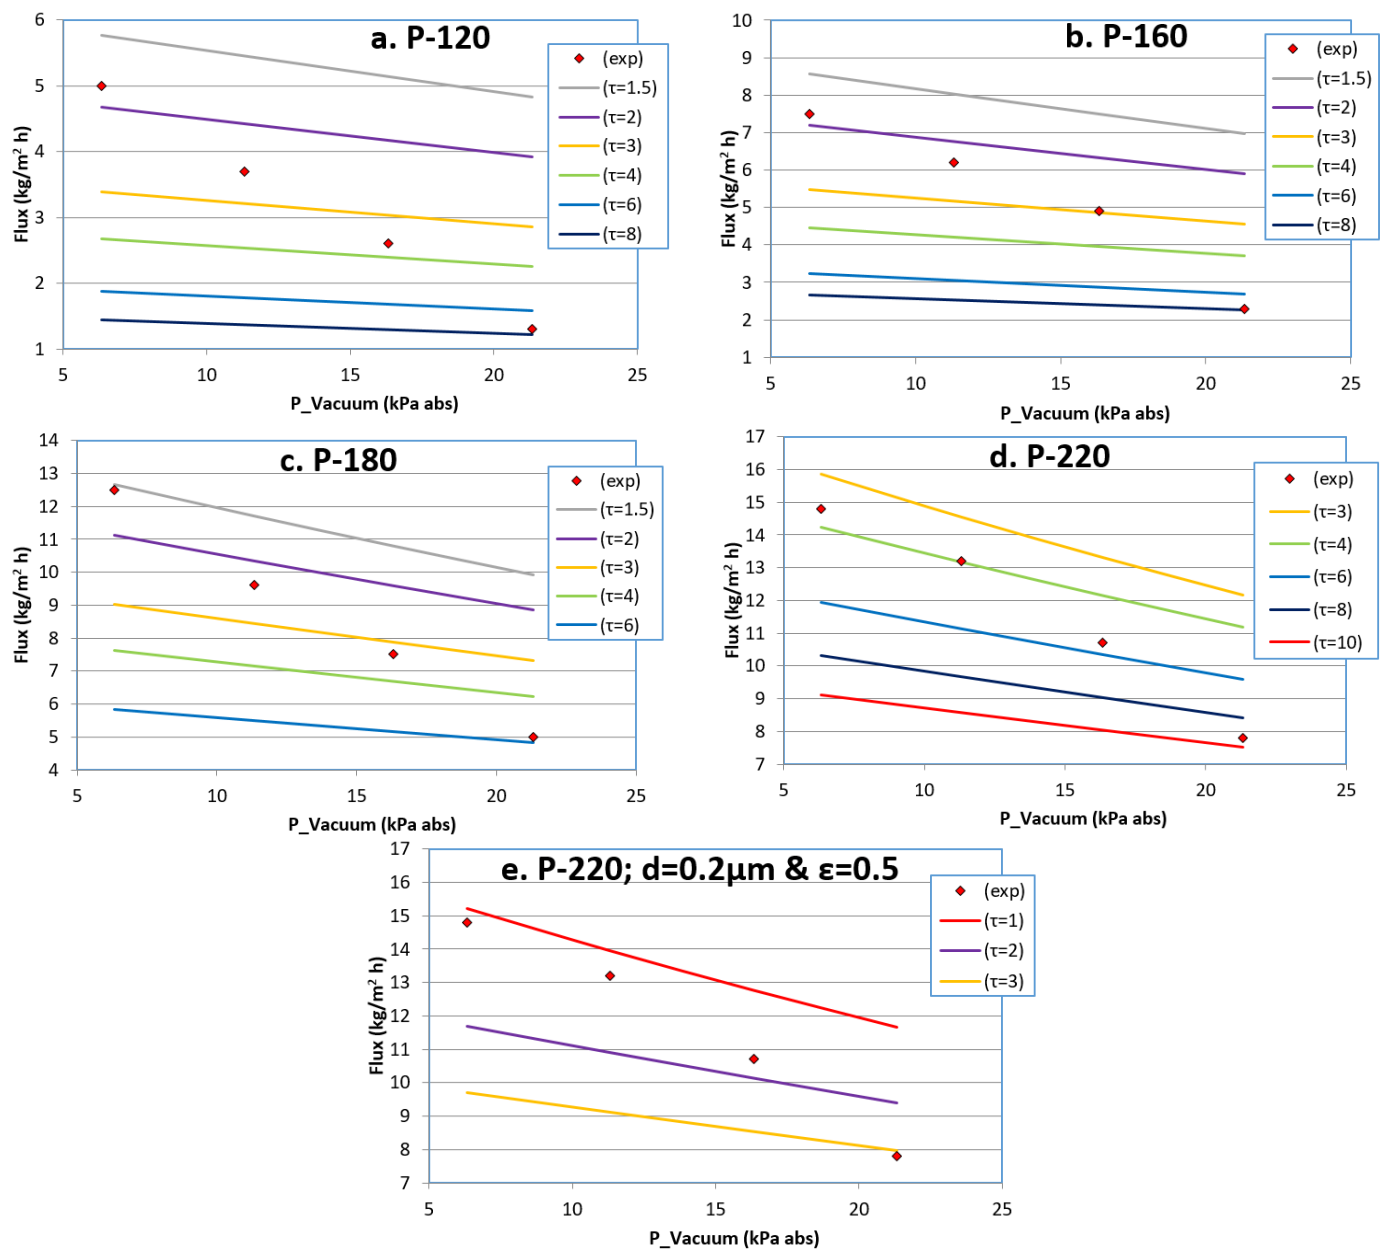 a. P-120
6
5
4
3
2
1
5
10
15
20
25
Flux (kg/m² h)
P_Vacuum (kPa abs)
(exp)
(τ=1.5)
(τ=2)
(τ=3)
(τ=4)
(τ=6)
(τ=8)
b. P-160
10
9
8
7
6
5
4
3
2
1
5
10
15
20
25
Flux (kg/m² h)
P_Vacuum (kPa abs)
(exp)
(τ=1.5)
(τ=2)
(τ=3)
(τ=4)
(τ=6)
(τ=8)
c. P-180
14
13
12
11
10
9
8
7
6
5
4
5
10
15
20
25
Flux (kg/m² h)
P_Vacuum (kPa abs)
(exp)
(τ=1.5)
(τ=2)
(τ=3)
(τ=4)
(τ=6)
d. P-220
17
16
15
14
13
12
11
10
9
8
7
5
10
15
20
25
Flux (kg/m² h)
P_Vacuum (kPa abs)
(exp)
(τ=3)
(τ=4)
(τ=6)
(τ=8)
(τ=10)
e. P-220; d=0.2μm & ε=0.5
17
16
15
14
13
12
11
10
9
8
7
5
10
15
20
25
Flux (kg/m² h)
P_Vacuum (kPa abs)
(exp)
(τ=1)
(τ=2)
(τ=3)